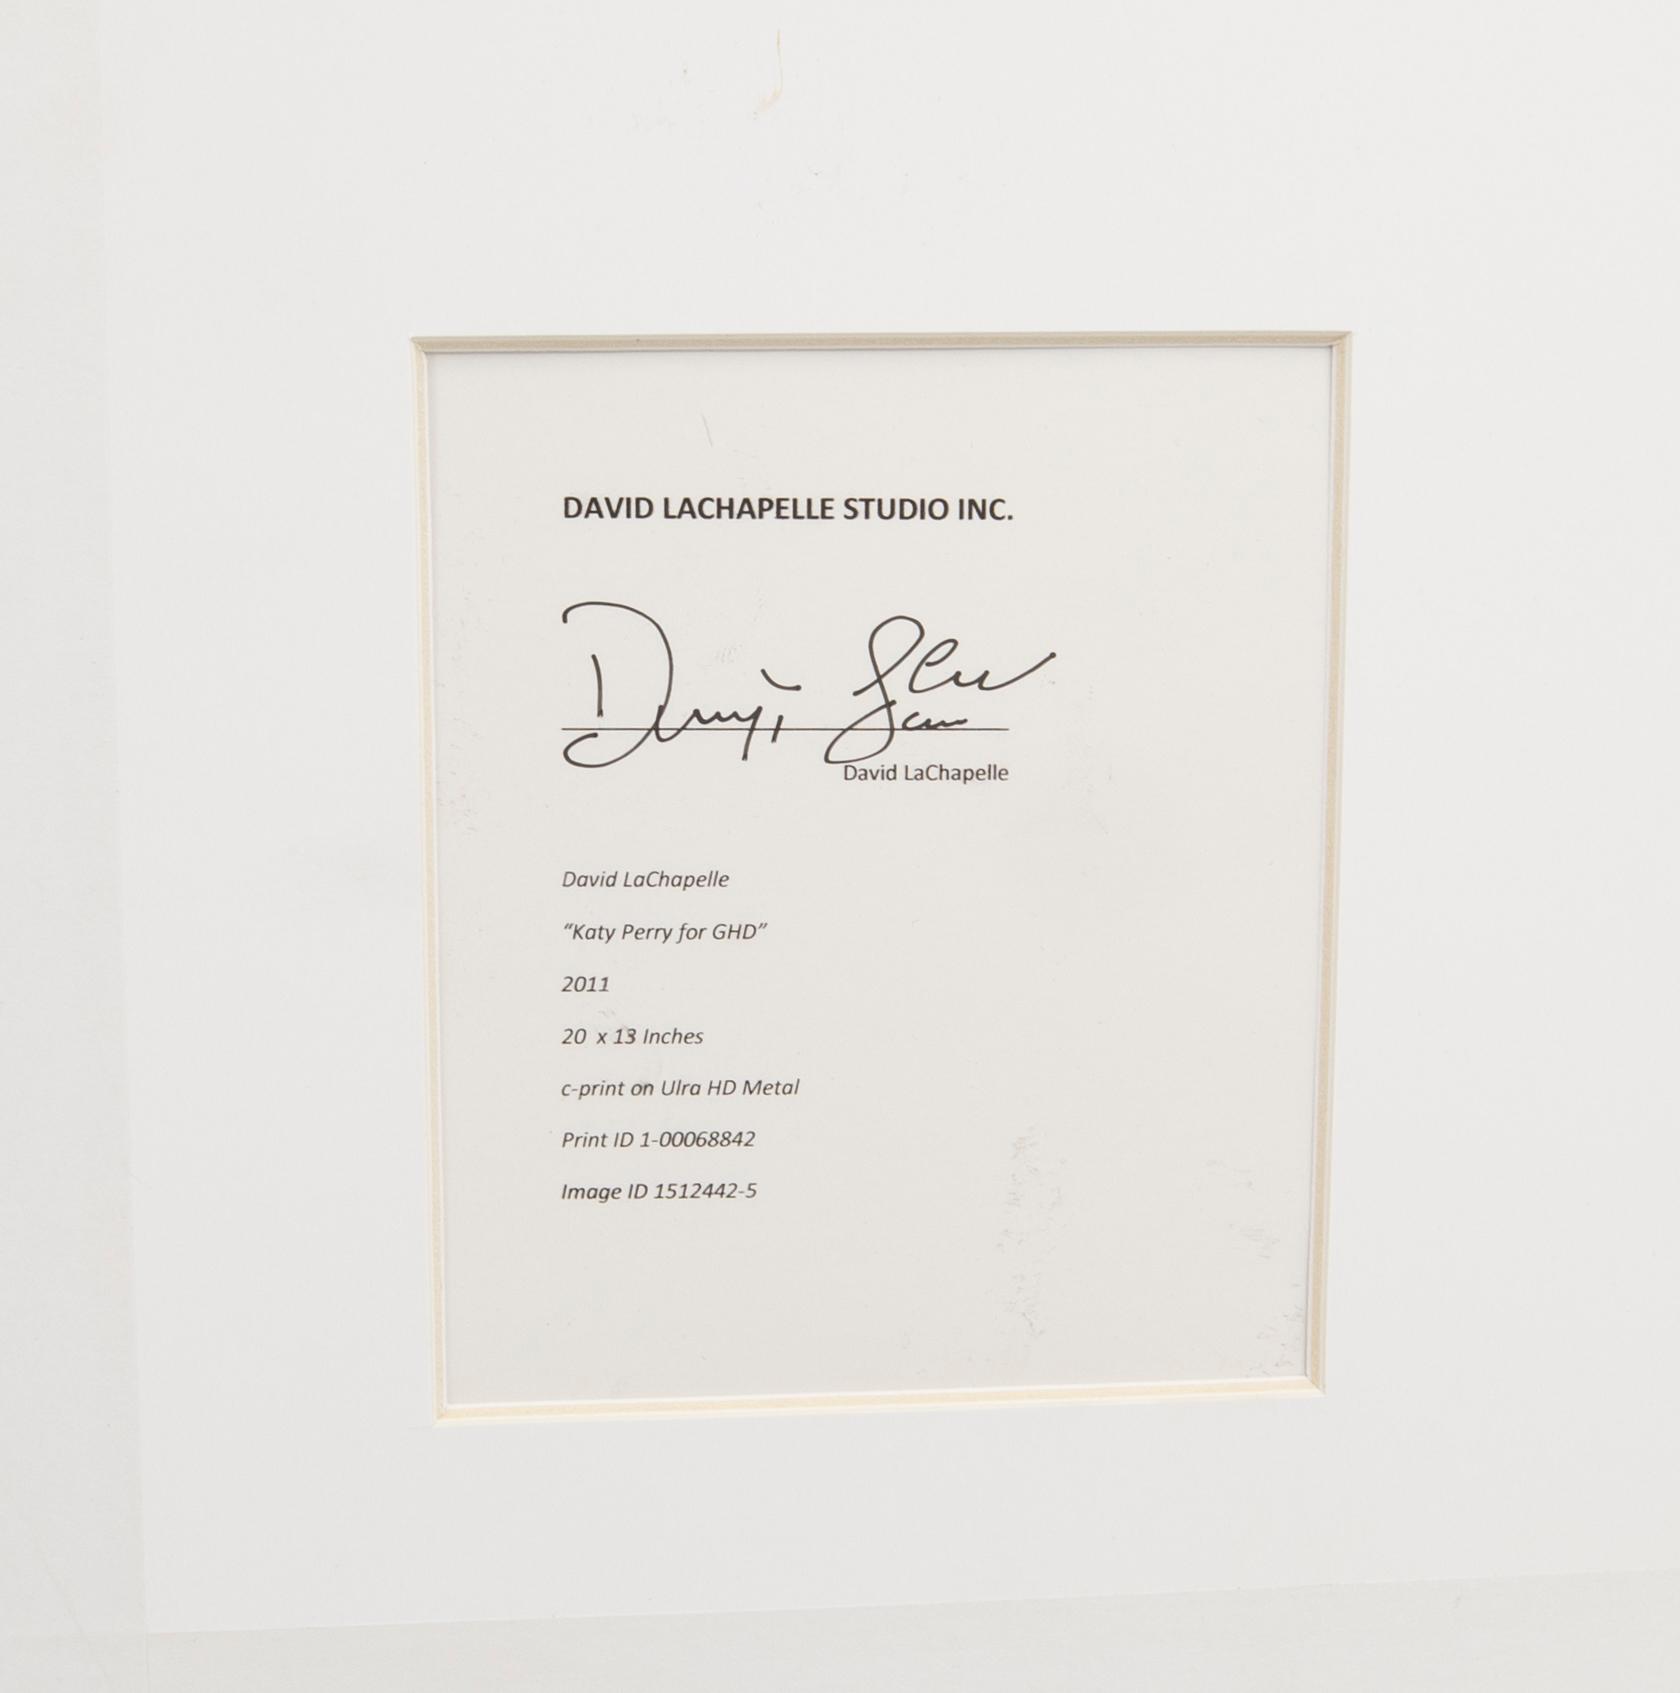 DAVID LACHAPELLE STUDIO INC.
David LaChapelle
David LaChapelle
“Katy Perry for GHD”
2011
20 x 13 Inches
c-print on Ulra HD Metal
Print ID 1-00068842
Image ID 1512442-5